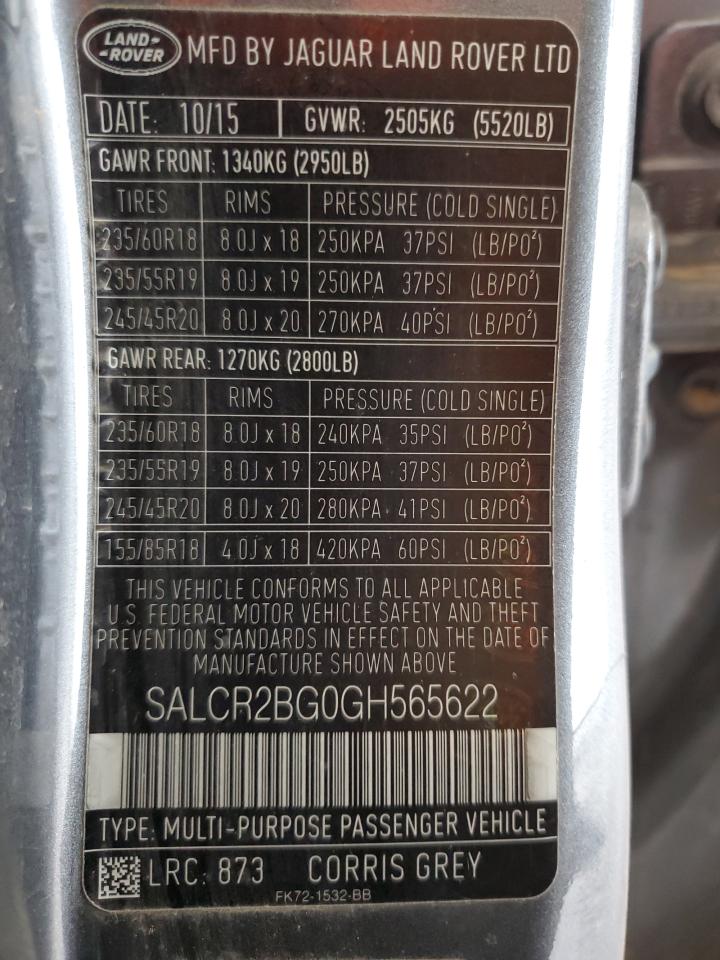 LAND-
-ROVER
MFD BY JAGUAR LAND ROVER LTD
DATE: 10/15 GVWR: 2505KG (5520LB)
GAWR FRONT: 1340KG (2950LB)
TIRES RIMS PRESSURE (COLD SINGLE)
235/60R18 8.0J x 18 250KPA 37PSI (LB/PO²)
235/55R19 8.0J x 19 250KPA 37PSI (LB/PO²)
245/45R20 8.0J x 20 270KPA 40PSI (LB/PO²)
GAWR REAR: 1270KG (2800LB)
TIRES RIMS PRESSURE (COLD SINGLE)
235/60R18 8.0J x 18 240KPA 35PSI (LB/PO²)
235/55R19 8.0J x 19 250KPA 37PSI (LB/PO²)
245/45R20 8.0J x 20 280KPA 41PSI (LB/PO²)
155/85R18 4.0J x 18 420KPA 60PSI (LB/PO²)
THIS VEHICLE CONFORMS TO ALL APPLICABLE
U.S. FEDERAL MOTOR VEHICLE SAFETY AND THEFT
PREVENTION STANDARDS IN EFFECT ON THE DATE OF
MANUFACTURE SHOWN ABOVE
SALCR2BG0GH565622
TYPE: MULTI-PURPOSE PASSENGER VEHICLE
LRC: 873 CORRIS GREY
FK72-1532-BB